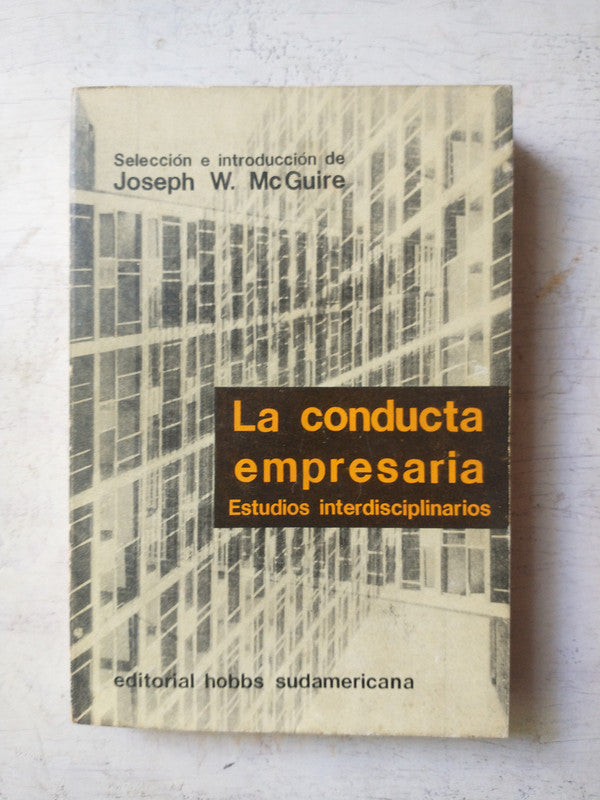 Selección e introducción de
Joseph W. McGuire
La conducta
empresaria
Estudios interdisciplinarios
editorial hobbs sudamericana